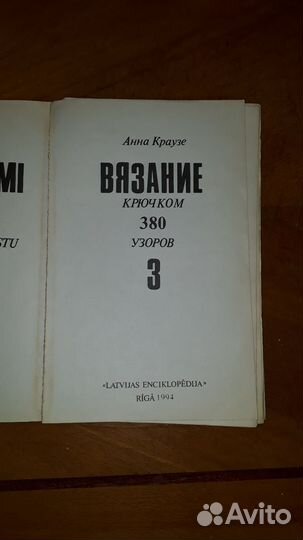 MI
STU
Анна Краузе
ВЯЗАНИЕ
КРЮЧКОМ
380
УЗОРОВ
3
«LATVIJAS ENCIKLOPĒDIJA»
RĪGĀ 1994
Avito